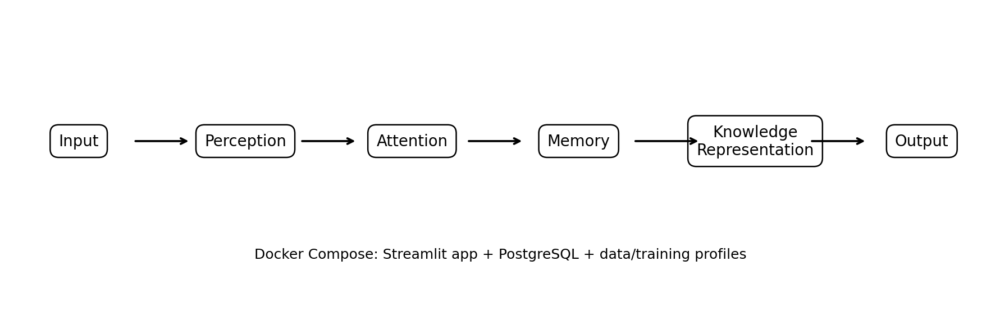 Input
Perception
Attention
Memory
Knowledge
Representation
Output
Docker Compose: Streamlit app + PostgreSQL + data/training profiles